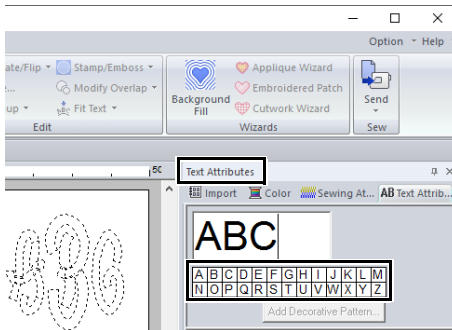 Option Help
ate/Flip Stamp/Emboss Applique Wizard
e... Modify Overlap Embroidered Patch
up Fit Text Background Fill Cutwork Wizard Send
Edit Wizards Sew
Text Attributes
Import Color Sewing At... AB Text Attrib...
ABC
A B C D E F G H I J K L M
N O P Q R S T U V W X Y Z
Add Decorative Pattern...